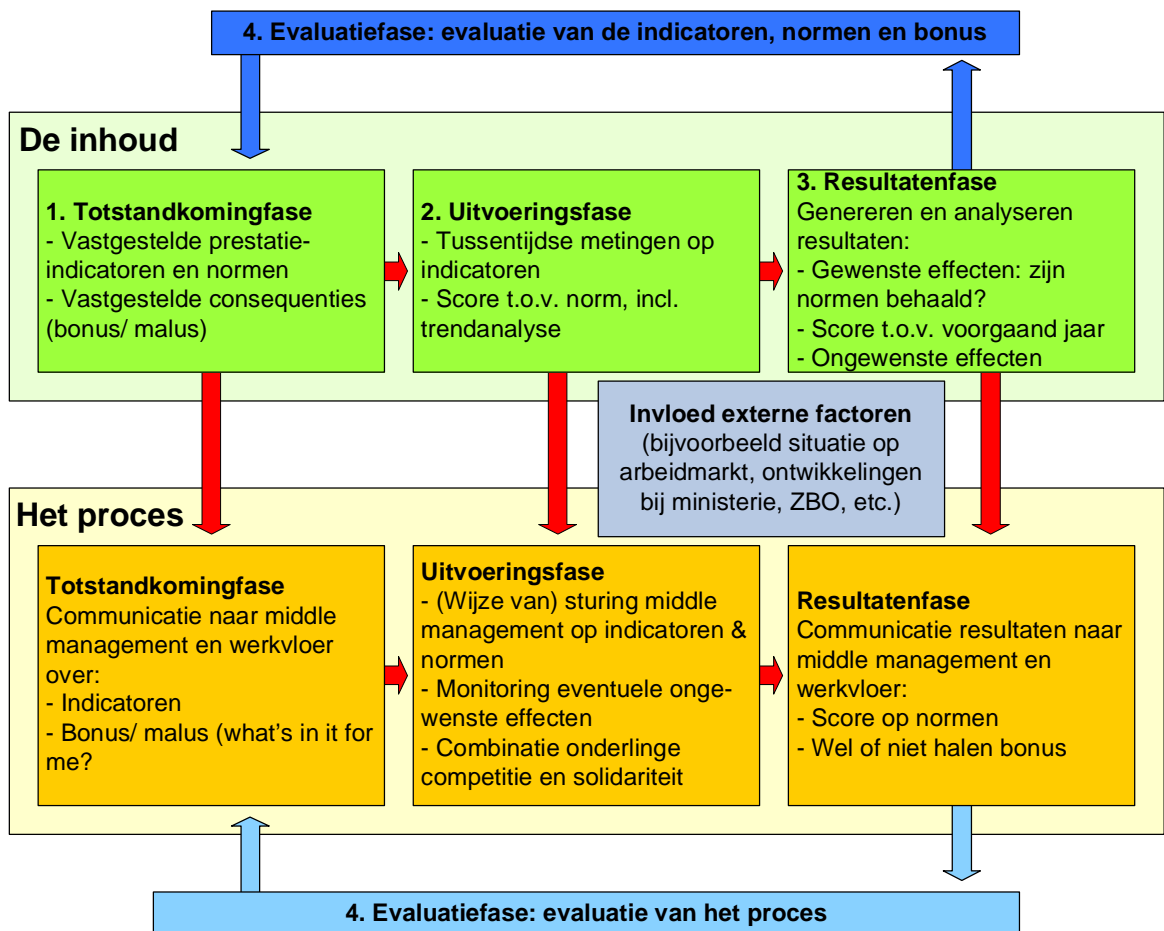 4. Evaluatiefase: evaluatie van de indicatoren, normen en bonus
De inhoud
1. Totstandkomingfase
- Vastgestelde prestatie-
indicatoren en normen
- Vastgestelde consequenties
(bonus/ malus)
2. Uitvoeringsfase
- Tussentijdse metingen op
indicatoren
- Score t.o.v. norm, incl.
trendanalyse
3. Resultatenfase
Genereren en analyseren
resultaten:
- Gewenste effecten: zijn
normen behaald?
- Score t.o.v. voorgaand jaar
- Ongewenste effecten
Invloed externe factoren
(bijvoorbeeld situatie op
arbeidmarkt, ontwikkelingen
bij ministerie, ZBO, etc.)
Het proces
Totstandkomingfase
Communicatie naar middle
management en werkvloer
over:
- Indicatoren
- Bonus/ malus (what's in it for
me?
Uitvoeringsfase
- (Wijze van) sturing middle
management op indicatoren &
normen
- Monitoring eventuele onge-
wenste effecten
- Combinatie onderlinge
competitie en solidariteit
Resultatenfase
Communicatie resultaten naar
middle management en
werkvloer:
- Score op normen
- Wel of niet halen bonus
4. Evaluatiefase: evaluatie van het proces